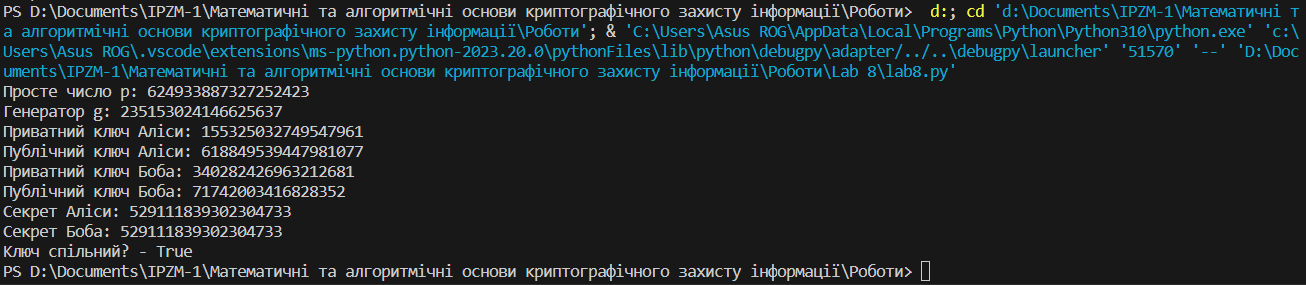 PS D:\Documents\IPZM-1\Математичні та алгоритмічні основи криптографічного захисту інформації\Роботи>  d:; cd 'd:\Documents\IPZM-1\Математичні т
а алгоритмічні основи криптографічного захисту інформації\Роботи'; & 'C:\Users\Asus ROG\AppData\Local\Programs\Python\Python310\python.exe' 'c:\
Users\Asus ROG\.vscode\extensions\ms-python.python-2023.20.0\pythonFiles\lib\python\debugpy\adapter/../..\debugpy\launcher' '51570' '--' 'D:\Doc
uments\IPZM-1\Математичні та алгоритмічні основи криптографічного захисту інформації\Роботи\Lab 8\lab8.py'
Просте число p: 624933887327252423
Генератор g: 235153024146625637
Приватний ключ Аліси: 155325032749547961
Публічний ключ Аліси: 618849539447981077
Приватний ключ Боба: 340282426963212681
Публічний ключ Боба: 71742003416828352
Секрет Аліси: 529111839302304733
Секрет Боба: 529111839302304733
Ключ спільний? - True
PS D:\Documents\IPZM-1\Математичні та алгоритмічні основи криптографічного захисту інформації\Роботи>